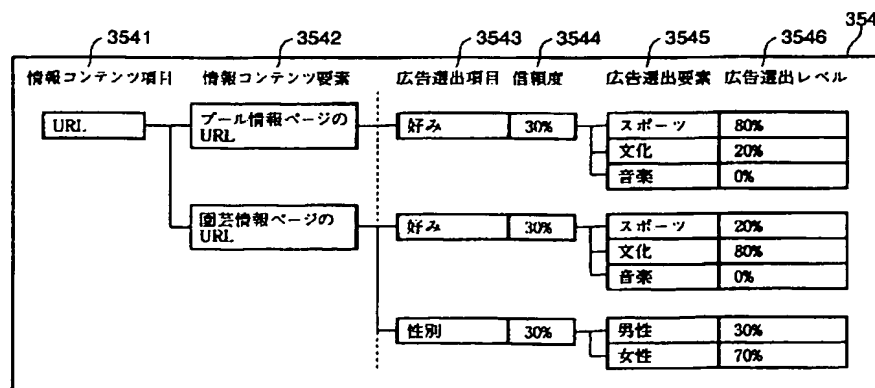 3541 3542 3543 3544 3545 3546 354
情報コンテンツ項目 情報コンテンツ要素 広告選出項目 信頼度 広告選出要素 広告選出レベル
URL プール情報ページの 好み 30% スポーツ 80%
URL
文化 20%
音楽 0%
園芸情報ページの 好み 30% スポーツ 20%
URL
文化 80%
音楽 0%
性別 30% 男性 30%
女性 70%